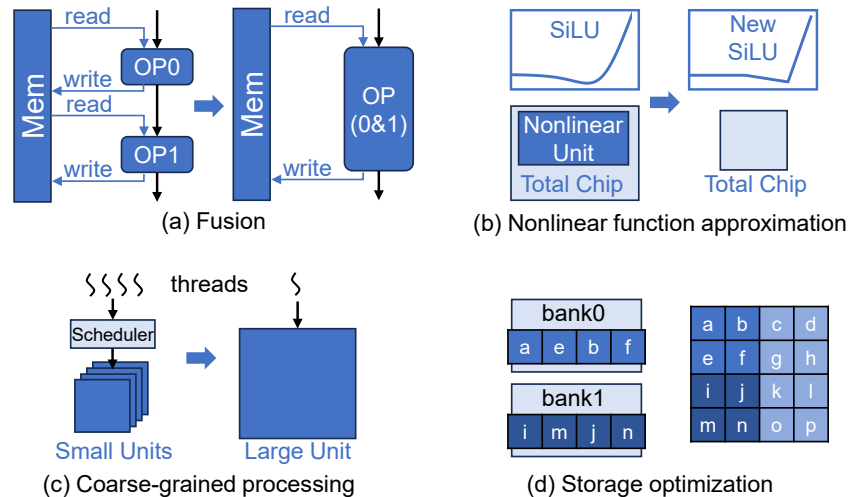 read
OP0
write
read
OP1
write
Mem
read
write
Mem
OP
(0&1)
(a) Fusion
SiLU
New
SiLU
Nonlinear
Unit
Total Chip
Total Chip
(b) Nonlinear function approximation
threads
Scheduler
Small Units
Large Unit
(c) Coarse-grained processing
bank0
a e b f
bank1
i m j n
a b c d
e f g h
i j k l
m n o p
(d) Storage optimization